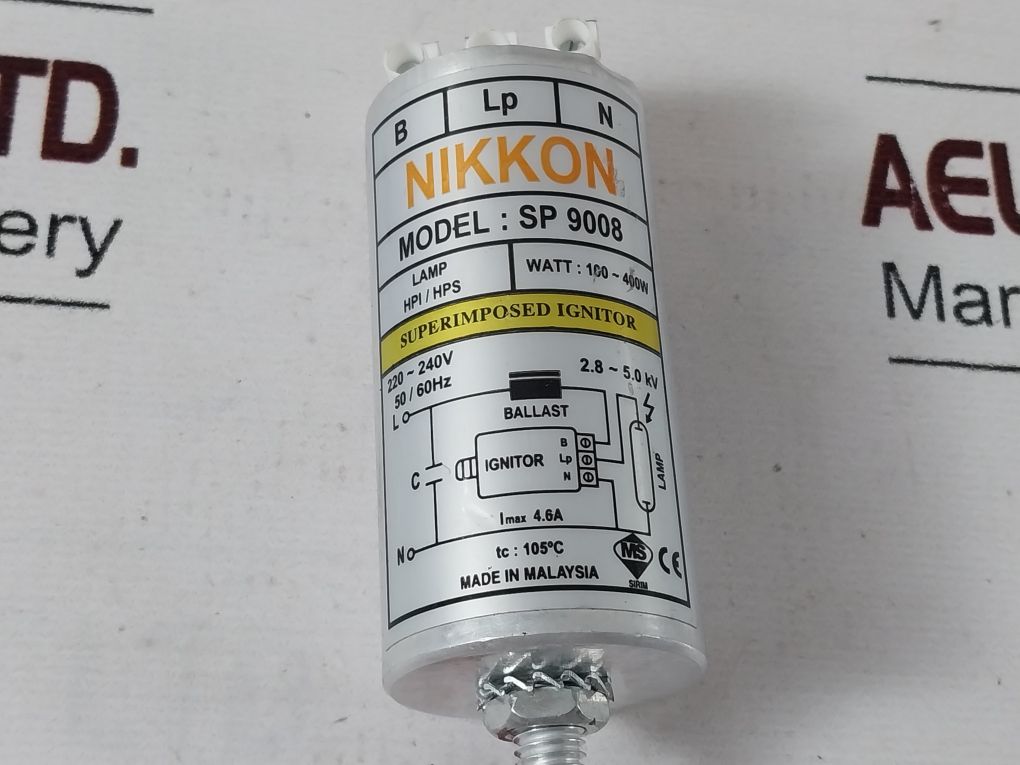 TD.
ery
AEU
Mar
B Lp N
NIKKON
MODEL : SP 9008
LAMP
HPI / HPS
WATT : 100 ~ 400W
SUPERIMPOSED IGNITOR
220 ~ 240V
50 / 60Hz
2.8 ~ 5.0 kV
L
BALLAST
B
IGNITOR Lp
N
C
LAMP
Imax 4.6A
N
tc : 105°C
MS
SIRIM
CE
MADE IN MALAYSIA